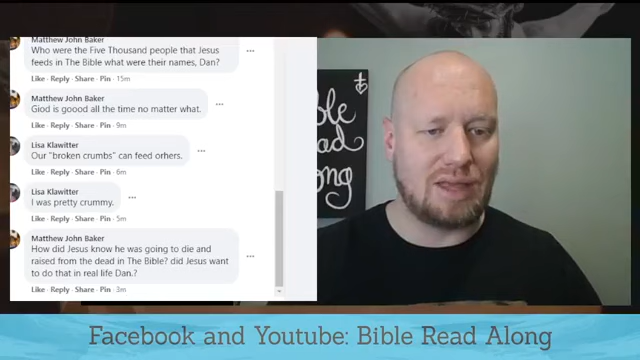 Matthew John Baker
Who were the Five Thousand people that Jesus
feeds in The Bible what were their names, Dan?
Like · Reply · Share · Pin · 15m
Matthew John Baker
Giod is goood all the time no matter what.
Like · Reply · Share · Pin · 9m
Lisa Klawitter
Our "broken crumbs" can feed orhers.
Like · Reply · Share · Pin · 6m
Lisa Klawitter
I was pretty crummy.
Like · Reply · Share · Pin · 5m
Matthew John Baker
How did Jesus know he was going to die and
raised from the dead in The Bible? did Jesus want
to do that in real life Dan.?
Like · Reply · Share · Pin · 3m
ble
ad
ong
Facebook and Youtube: Bible Read Along